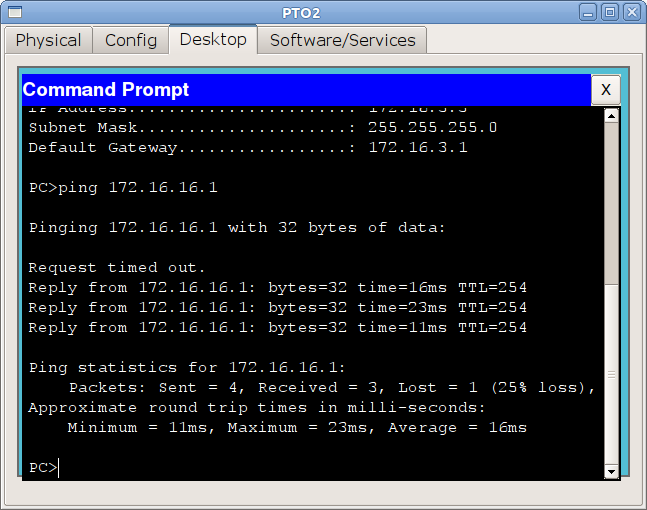 PTO2
Physical Config Desktop Software/Services
Command Prompt X
IP Address......................: 172.16.3.3
Subnet Mask.....................: 255.255.255.0
Default Gateway.................: 172.16.3.1
PC>ping 172.16.16.1
Pinging 172.16.16.1 with 32 bytes of data:
Request timed out.
Reply from 172.16.16.1: bytes=32 time=16ms TTL=254
Reply from 172.16.16.1: bytes=32 time=23ms TTL=254
Reply from 172.16.16.1: bytes=32 time=11ms TTL=254
Ping statistics for 172.16.16.1:
Packets: Sent = 4, Received = 3, Lost = 1 (25% loss),
Approximate round trip times in milli-seconds:
Minimum = 11ms, Maximum = 23ms, Average = 16ms
PC>